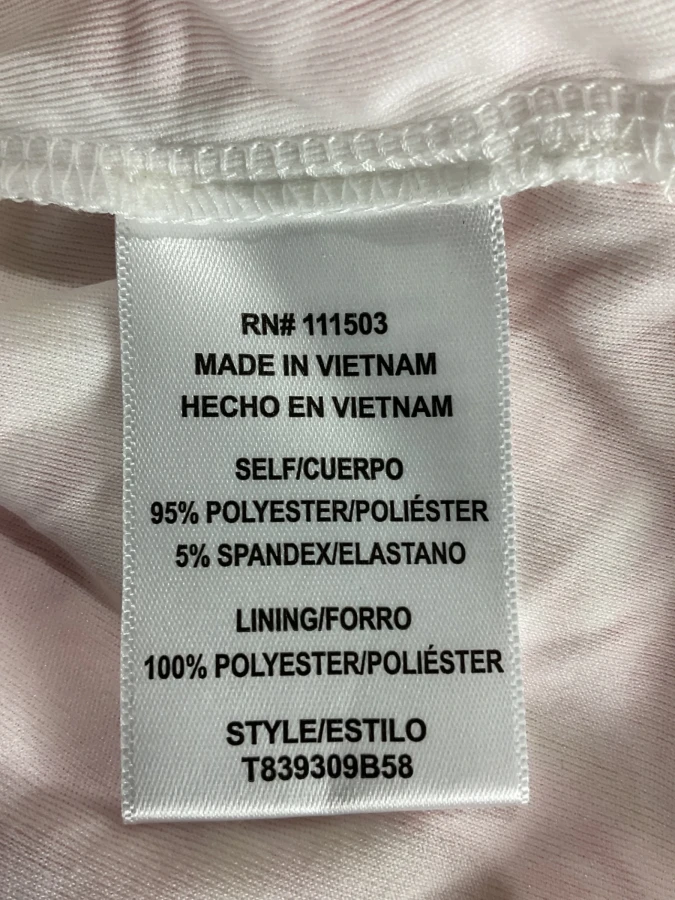 RN# 111503
MADE IN VIETNAM
HECHO EN VIETNAM
SELF/CUERPO
95% POLYESTER/POLIÉSTER
5% SPANDEX/ELASTANO
LINING/FORRO
100% POLYESTER/POLIÉSTER
STYLE/ESTILO
T839309B58